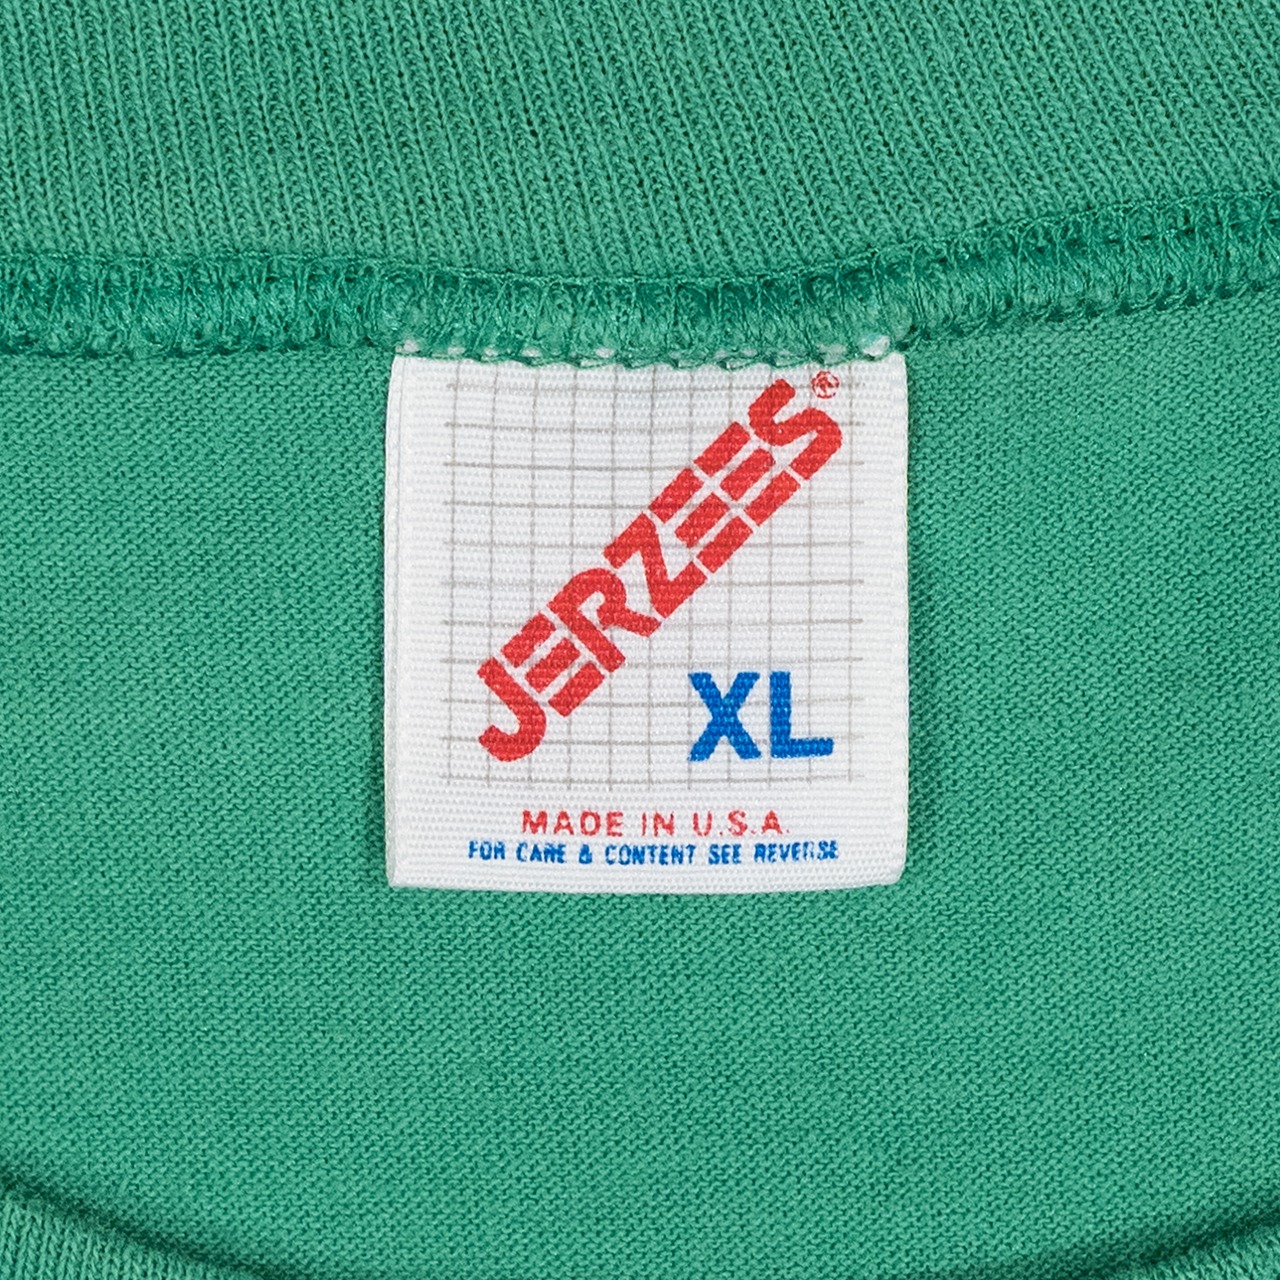 JERZEES®
XL
MADE IN U.S.A.
FOR CARE & CONTENT SEE REVERSE